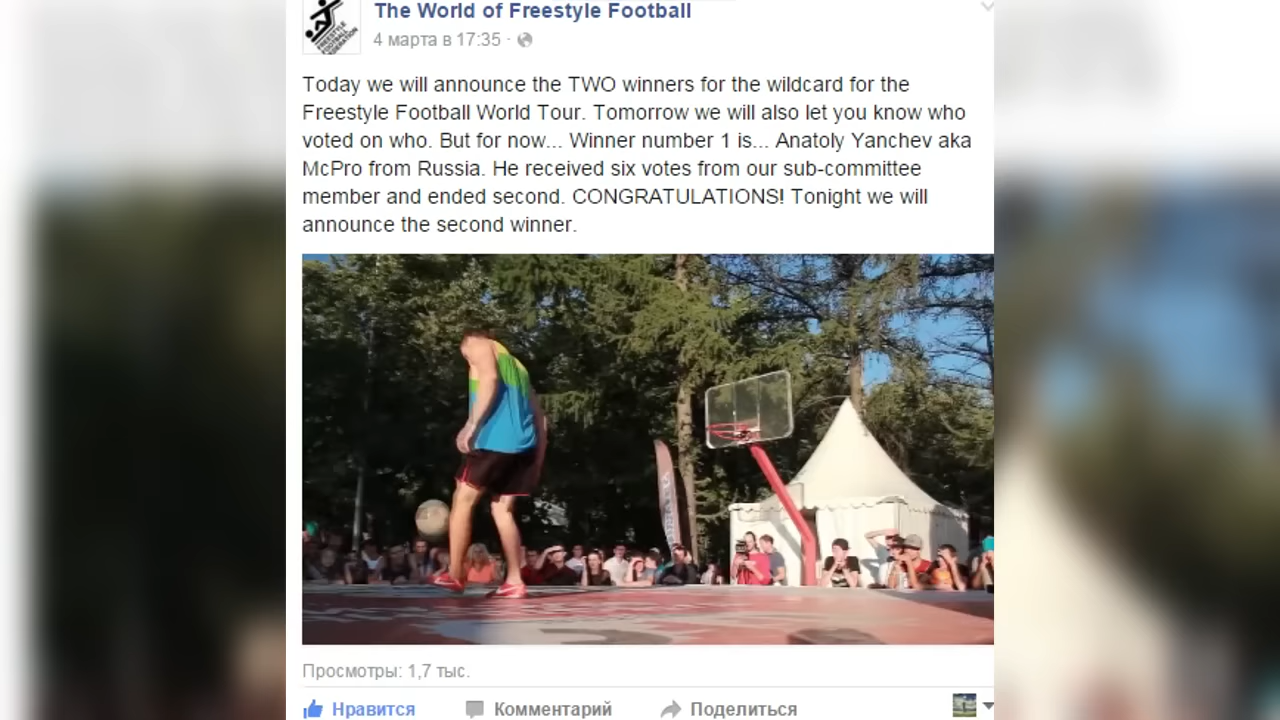 The World of Freestyle Football
4 марта в 17:35 ·
FREESTYLE
FOOTBALL
Today we will announce the TWO winners for the wildcard for the
Freestyle Football World Tour. Tomorrow we will also let you know who
voted on who. But for now... Winner number 1 is... Anatoly Yanchev aka
McPro from Russia. He received six votes from our sub-committee
member and ended second. CONGRATULATIONS! Tonight we will
announce the second winner.
Просмотры: 1,7 тыс.
Нравится Комментарий Поделиться